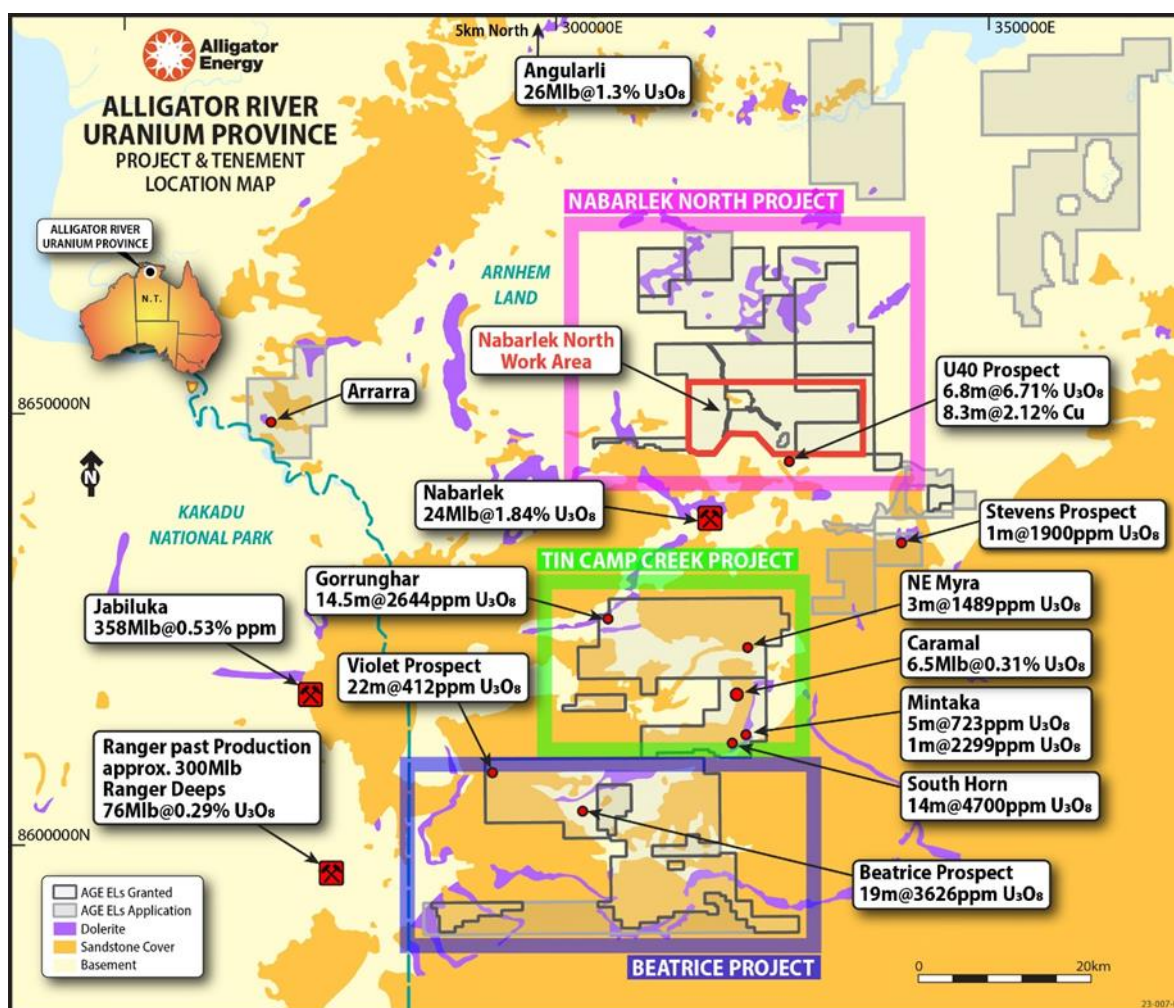 5km North
300000E
350000E
Alligator
Energy
ALLIGATOR RIVER
URANIUM PROVINCE
PROJECT & TENEMENT
LOCATION MAP
Angularli
26Mlb@1.3% U₃O₈
ALLIGATOR RIVER
URANIUM PROVINCE
N.T.
NABARLEK NORTH PROJECT
ARNHEM
LAND
Nabarlek North
Work Area
U40 Prospect
6.8m@6.71% U₃O₈
8.3m@2.12% Cu
Arrarra
8650000N
N
Nabarlek
24Mlb@1.84% U₃O₈
KAKADU
NATIONAL PARK
Stevens Prospect
1m@1900ppm U₃O₈
TIN CAMP CREEK PROJECT
Gorrunghar
14.5m@2644ppm U₃O₈
NE Myra
3m@1489ppm U₃O₈
Jabiluka
358Mlb@0.53% ppm
Violet Prospect
22m@412ppm U₃O₈
Caramal
6.5Mlb@0.31% U₃O₈
Mintaka
5m@723ppm U₃O₈
1m@2299ppm U₃O₈
Ranger past Production
approx. 300Mlb
Ranger Deeps
76Mlb@0.29% U₃O₈
South Horn
14m@4700ppm U₃O₈
8600000N
Beatrice Prospect
19m@3626ppm U₃O₈
AGE ELs Granted
AGE ELs Application
Dolerite
Sandstone Cover
Basement
BEATRICE PROJECT
0
20km
23-007-